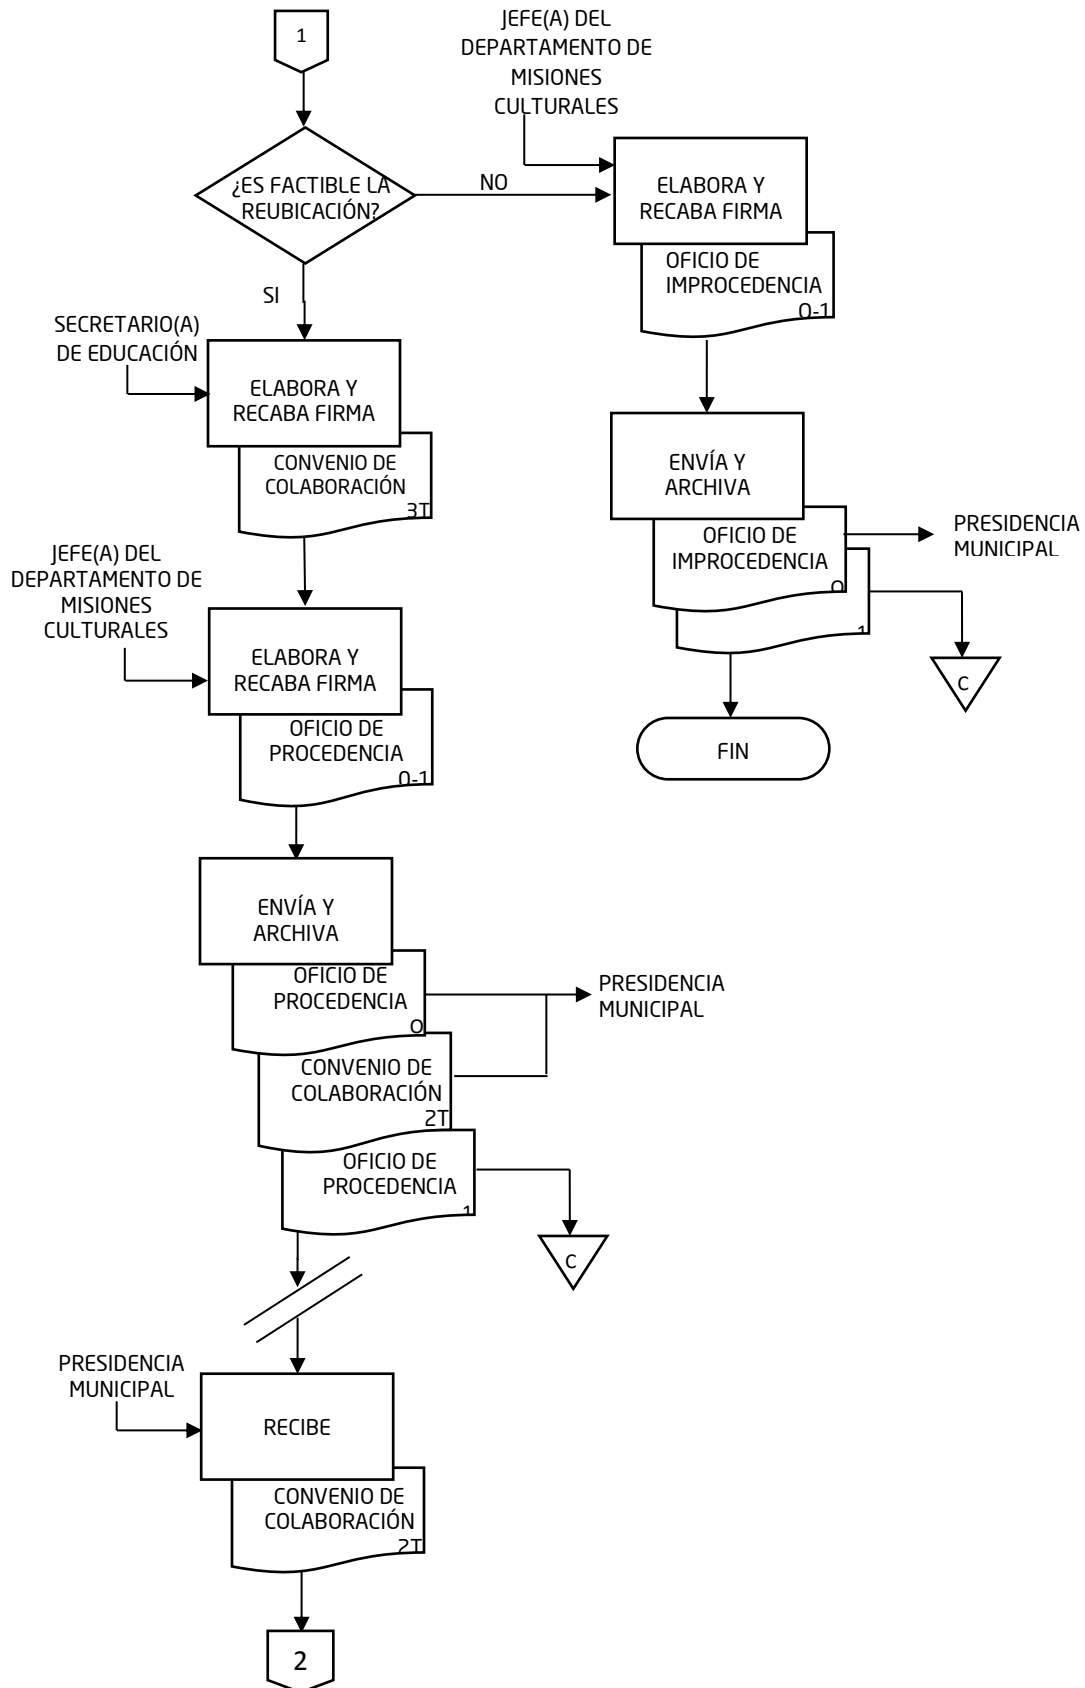 1
JEFE(A) DEL
DEPARTAMENTO DE
MISIONES
CULTURALES
¿ES FACTIBLE LA
REUBICACIÓN?
NO
ELABORA Y
RECABA FIRMA
OFICIO DE
IMPROCEDENCIA
O-1
SI
SECRETARIO(A)
DE EDUCACIÓN
ELABORA Y
RECABA FIRMA
CONVENIO DE
COLABORACIÓN
3T
ENVÍA Y
ARCHIVA
OFICIO DE
IMPROCEDENCIA
O
1
PRESIDENCIA
MUNICIPAL
C
FIN
JEFE(A) DEL
DEPARTAMENTO DE
MISIONES
CULTURALES
ELABORA Y
RECABA FIRMA
OFICIO DE
PROCEDENCIA
O-1
ENVÍA Y
ARCHIVA
OFICIO DE
PROCEDENCIA
O
PRESIDENCIA
MUNICIPAL
CONVENIO DE
COLABORACIÓN
2T
OFICIO DE
PROCEDENCIA
1
C
PRESIDENCIA
MUNICIPAL
RECIBE
CONVENIO DE
COLABORACIÓN
2T
2